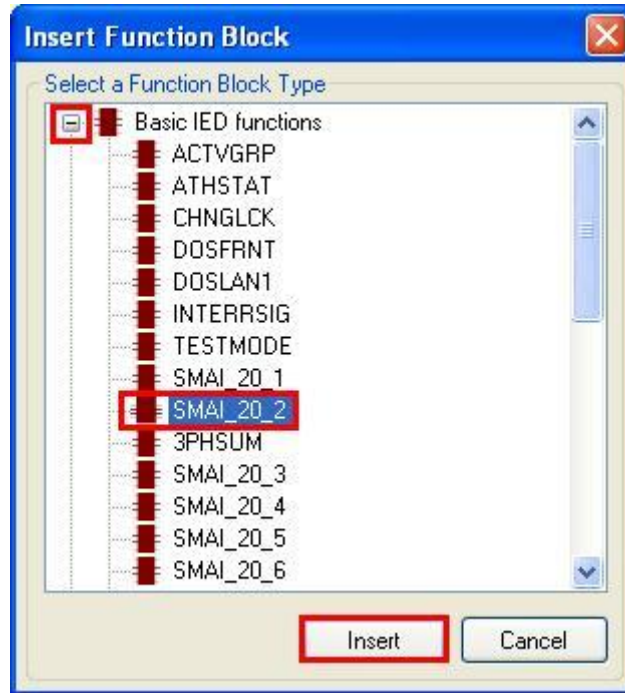 Insert Function Block
Select a Function Block Type
Basic IED functions
ACTVGRP
ATHSTAT
CHNGLCK
DOSFRNT
DOSLAN1
INTERRSIG
TESTMODE
SMAI_20_1
SMAI_20_2
3PHSUM
SMAI_20_3
SMAI_20_4
SMAI_20_5
SMAI_20_6
Insert Cancel